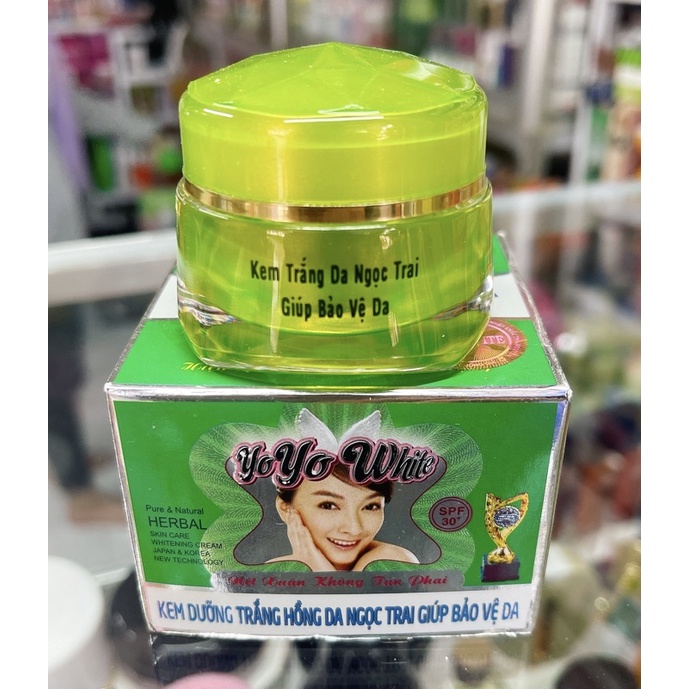 Kem Trắng Da Ngọc Trai
Giúp Bảo Vệ Da
YoYo White
Pure & Natural
HERBAL
SKIN CARE
WHITENING CREAM
JAPAN & KOREA
NEW TECHNOLOGY
SPF
30+
Hết Xuân Không Tàn Phai
KEM DƯỠNG TRẮNG HỒNG DA NGỌC TRAI GIÚP BẢO VỆ DA